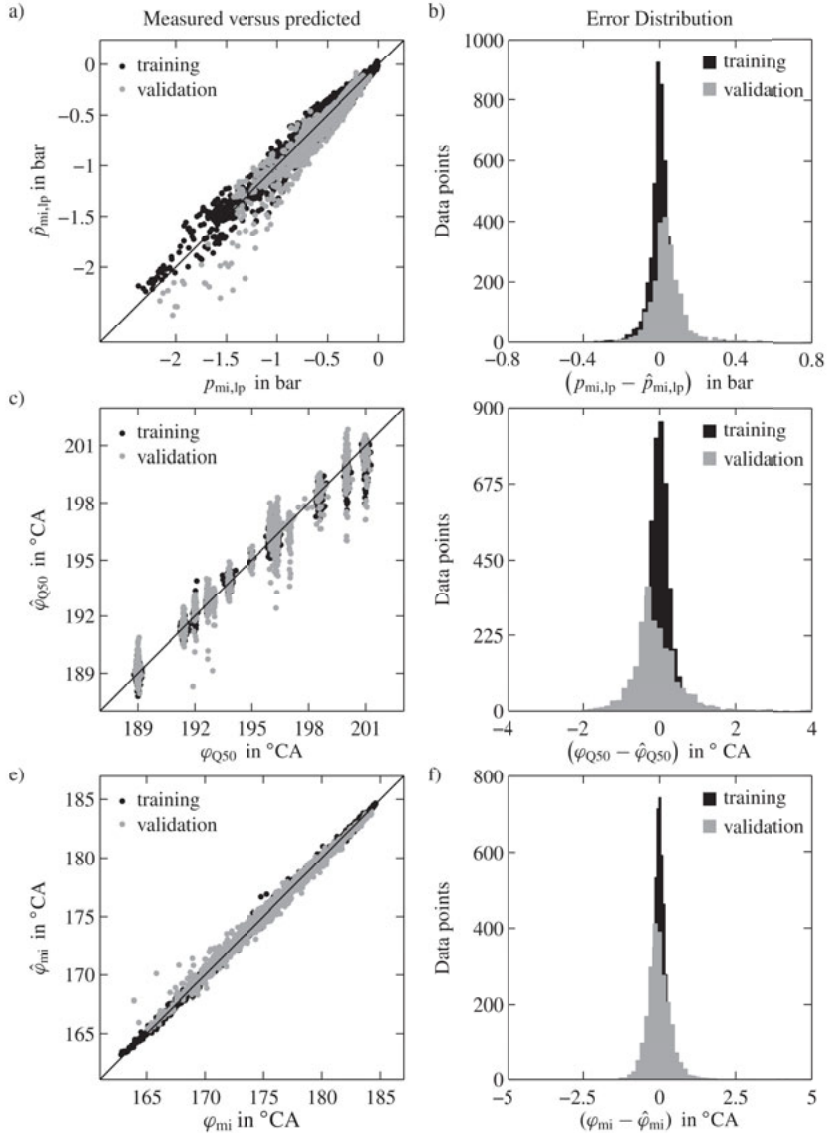 a)
Measured versus predicted
training
validation
0
−0.5
−1
−1.5
−2
p̂mi,lp in bar
−2
−1.5
−1
−0.5
0
pmi,lp in bar
b)
Error Distribution
training
validation
1000
800
600
400
200
0
Data points
−0.8
−0.4
0
0.4
0.8
(pmi,lp − p̂mi,lp) in bar
c)
training
validation
201
198
195
192
189
φ̂Q50 in °CA
189
192
195
198
201
φQ50 in °CA
training
validation
900
675
450
225
0
Data points
−4
−2
0
2
4
(φQ50 − φ̂Q50) in ° CA
e)
training
validation
185
180
175
170
165
φ̂mi in °CA
165
170
175
180
185
φmi in °CA
f)
training
validation
800
600
400
200
0
Data points
−5
−2.5
0
2.5
5
(φmi − φ̂mi) in °CA